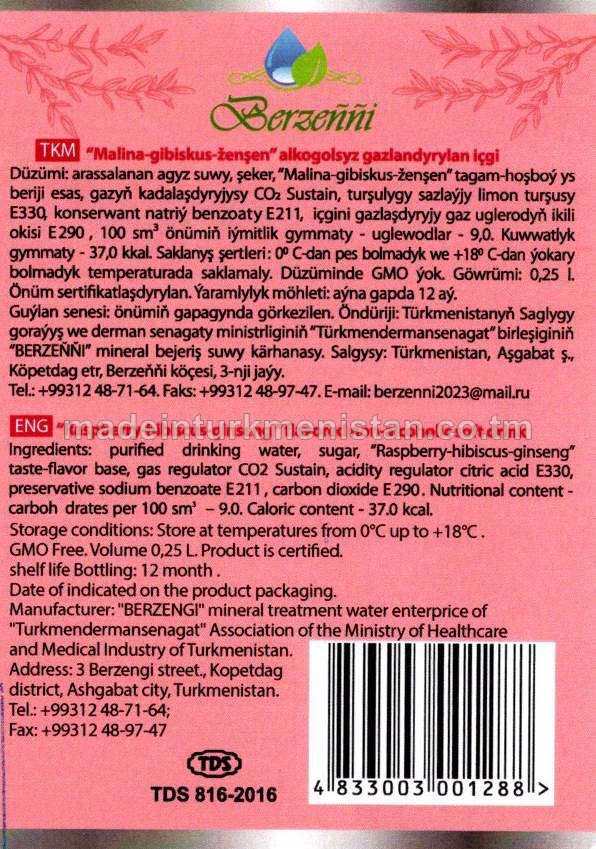 Berzeññi
TKM "Malina-gibiskus-ženşen" alkogolsyz gazlandyrylan içgi
Düzümi: arassalanan agyz suwy, şeker, "Malina-gibiskus-ženşen" tagam-hoşboý ys
beriji esas, gazyň kadalaşdyryjysy CO₂ Sustain, turşulygy sazlaýjy limon turşusy
E330, konserwant natriý benzoaty E211, içgini gazlaşdyryjy gaz uglerodyň ikili
okisi E290, 100 sm³ önümiň iýmitlik gymmaty - uglewodlar - 9,0. Kuwwatlyk
gymmaty - 37,0 kkal. Saklanyş şertleri: 0⁰ C-dan pes bolmadyk we +18⁰ C-dan ýokary
bolmadyk temperaturada saklamaly. Düzüminde GMO ýok. Göwrümi: 0,25 l.
Önüm sertifikatlaşdyrylan. Ýaramlylyk möhleti: aýna gapda 12 aý.
Guýlan senesi: önümiň gapagynda görkezilen. Öndüriji: Türkmenistanyň Saglygy
goraýyş we derman senagaty ministrliginiň "Türkmendermansenagat" birleşiginiň
"BERZEŇŇI" mineral bejeriş suwy kärhanasy. Salgysy: Türkmenistan, Aşgabat ş.,
Köpetdag etr, Berzeňňi köçesi, 3-nji jaýy.
Tel.: +99312 48-71-64. Faks: +99312 48-97-47. E-mail: berzenni2023@mail.ru
madeinturkmenistan.com.tm
ENG
Ingredients: purified drinking water, sugar, "Raspberry-hibiscus-ginseng"
taste-flavor base, gas regulator CO2 Sustain, acidity regulator citric acid E330,
preservative sodium benzoate E211, carbon dioxide E290. Nutritional content -
carboh drates per 100 sm³ – 9.0. Caloric content - 37.0 kcal.
Storage conditions: Store at temperatures from 0°C up to +18°C .
GMO Free. Volume 0,25 L. Product is certified.
shelf life Bottling: 12 month .
Date of indicated on the product packaging.
Manufacturer: "BERZENGI" mineral treatment water enterprice of
"Turkmendermansenagat" Association of the Ministry of Healthcare
and Medical Industry of Turkmenistan.
Address: 3 Berzengi street., Kopetdag
district, Ashgabat city, Turkmenistan.
Tel.: +99312 48-71-64;
Fax: +99312 48-97-47
TDS
TDS 816-2016
4 833003 001288 >